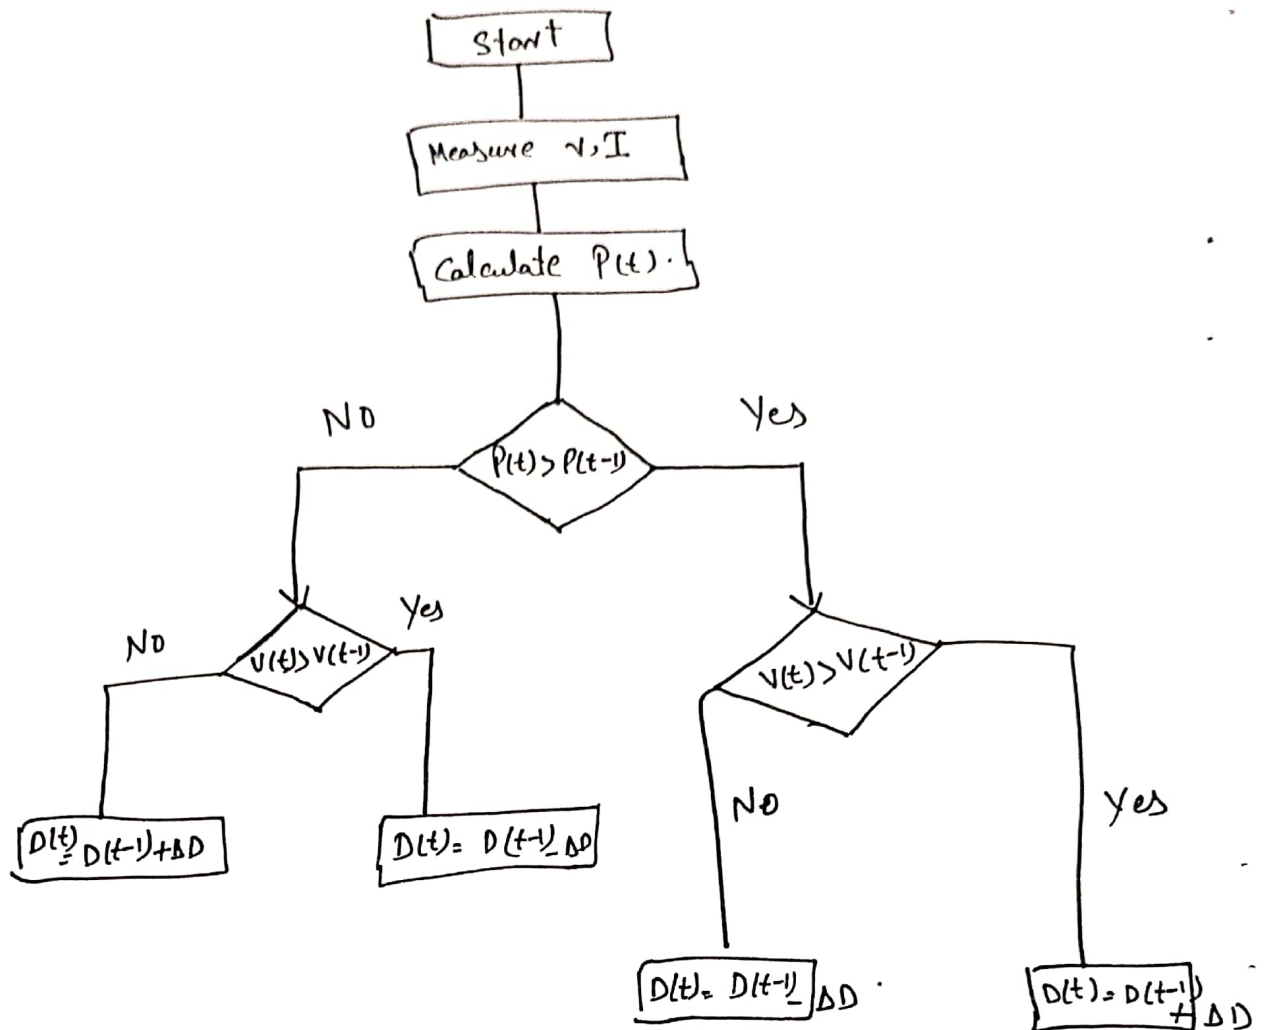 Start
Measure V, I
Calculate P(t).
NO
Yes
P(t) > P(t-1)
Yes
NO
V(t) > V(t-1)
V(t) > V(t-1)
NO
Yes
D(t)
= D(t-1) + ΔD
D(t) = D(t-1) - ΔD
D(t) = D(t-1) - ΔD
D(t) = D(t-1)
+ ΔD